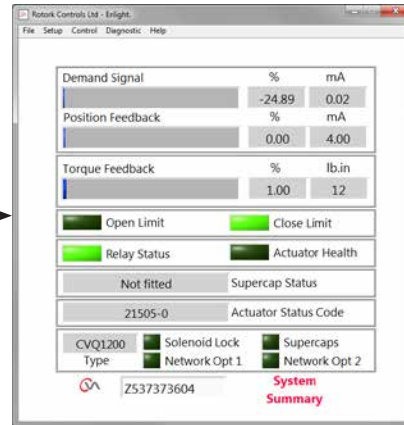 Rotork Controls Ltd - Enlight.
File Setup Control Diagnostic Help
Demand Signal % mA
-24.89 0.02
Position Feedback % mA
0.00 4.00
Torque Feedback % lb.in
1.00 12
Open Limit Close Limit
Relay Status Actuator Health
Not fitted Supercap Status
21505-0 Actuator Status Code
CVQ1200 Solenoid Lock Supercaps
Type Network Opt 1 Network Opt 2
Z537373604 System
Summary